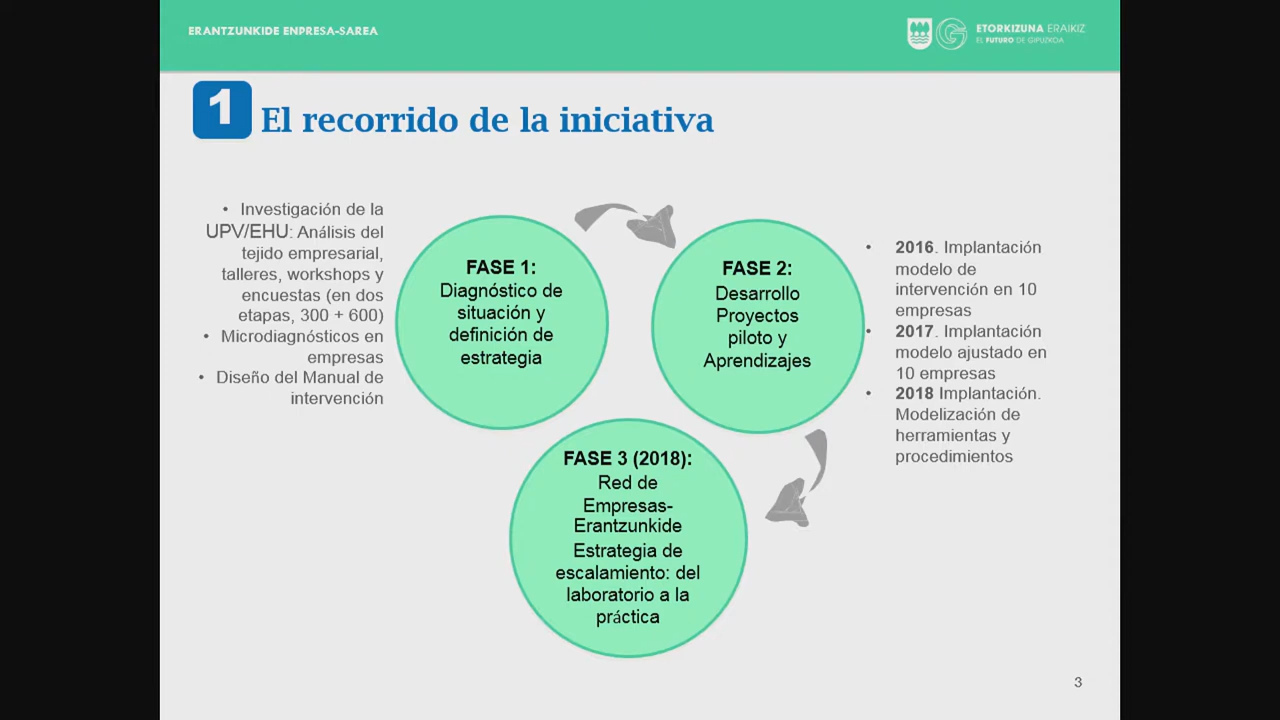 ERANTZUNKIDE ENPRESA-SAREA
ETORKIZUNA ERAIKIZ
EL FUTURO DE GIPUZKOA
1
El recorrido de la iniciativa
• Investigación de la
UPV/EHU: Análisis del
tejido empresarial,
talleres, workshops y
encuestas (en dos
etapas, 300 + 600)
• Microdiagnósticos en
empresas
• Diseño del Manual de
intervención
FASE 1:
Diagnóstico de
situación y
definición de
estrategia
FASE 2:
Desarrollo
Proyectos
piloto y
Aprendizajes
• 2016. Implantación
modelo de
intervención en 10
empresas
• 2017. Implantación
modelo ajustado en
10 empresas
• 2018 Implantación.
Modelización de
herramientas y
procedimientos
FASE 3 (2018):
Red de
Empresas-
Erantzunkide
Estrategia de
escalamiento: del
laboratorio a la
práctica
3